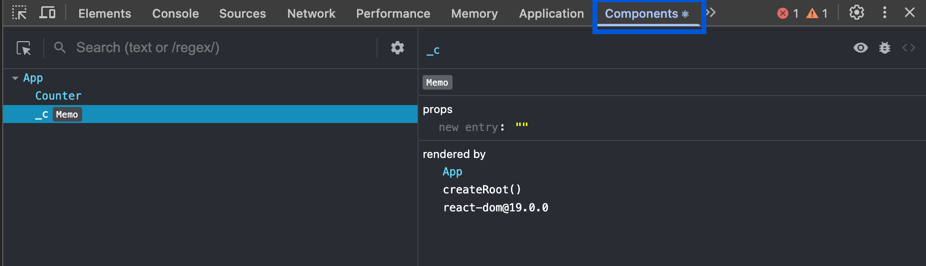 Elements Console Sources Network Performance Memory Application Components ⚛ » 1 1
Search (text or /regex/)
_c
App
Counter
_c Memo
Memo
props
new entry: ""
rendered by
App
createRoot()
react-dom@19.0.0